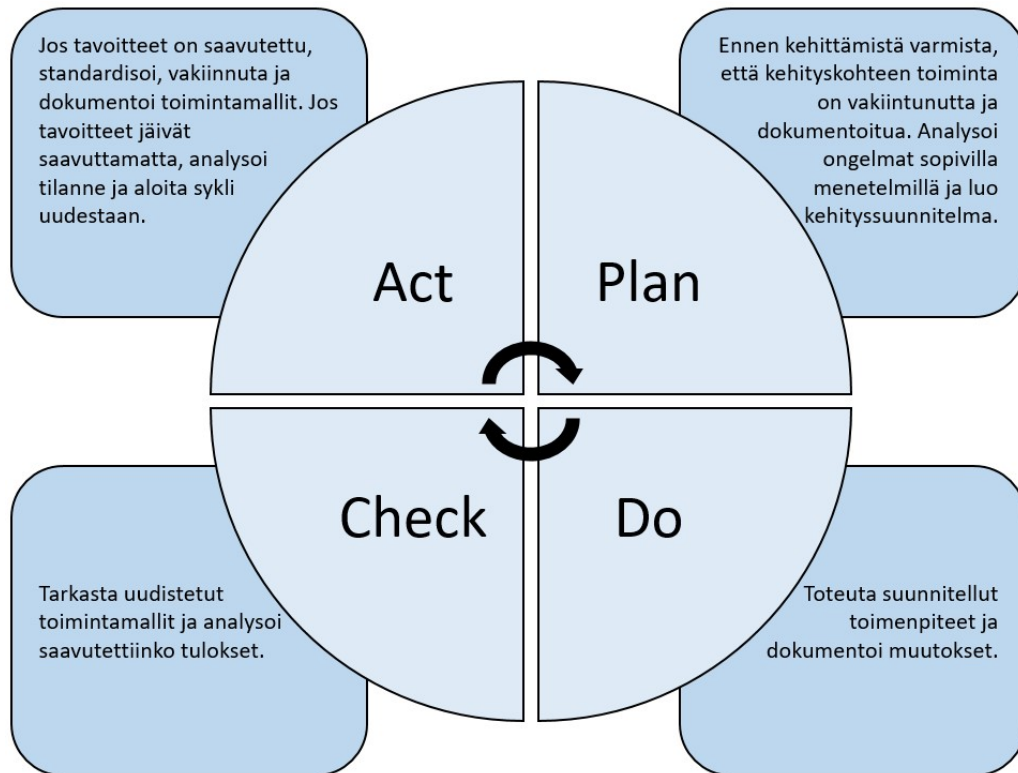 Jos tavoitteet on saavutettu,
standardisoi, vakiinnuta ja
dokumentoi toimintamallit. Jos
tavoitteet jäivät
saavuttamatta, analysoi
tilanne ja aloita sykli
uudestaan.
Ennen kehittämistä varmista,
että kehityskohteen toiminta
on vakiintunutta ja
dokumentoitua. Analysoi
ongelmat sopivilla
menetelmillä ja luo
kehityssuunnitelma.
Act
Plan
Check
Do
Tarkasta uudistetut
toimintamallit ja analysoi
saavutettiinko tulokset.
Toteuta suunnitellut
toimenpiteet ja
dokumentoi muutokset.